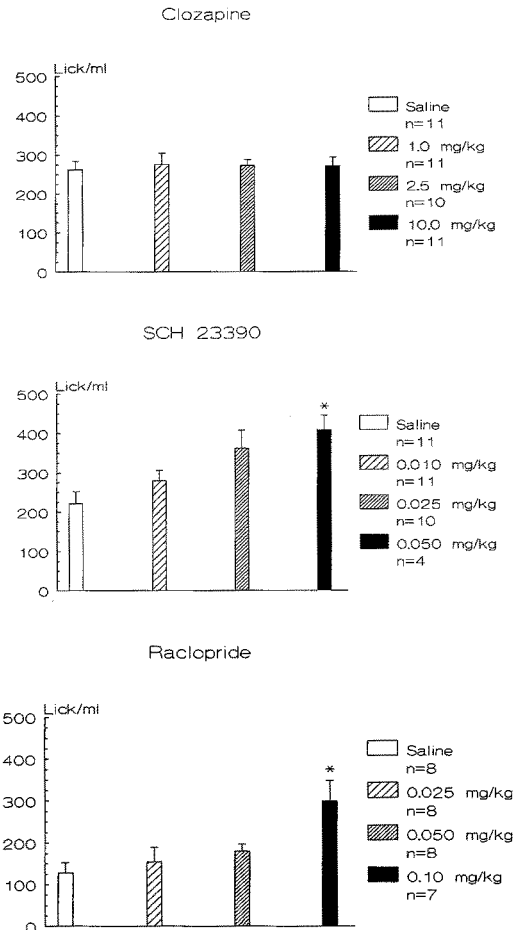 Clozapine
Lick/ml
500
400
300
200
100
0
Saline
n=11
1.0 mg/kg
n=11
2.5 mg/kg
n=10
10.0 mg/kg
n=11
SCH 23390
Lick/ml
500
400
300
200
100
0
*
Saline
n=11
0.010 mg/kg
n=11
0.025 mg/kg
n=10
0.050 mg/kg
n=4
Raclopride
Lick/ml
500
400
300
200
100
0
*
Saline
n=8
0.025 mg/kg
n=8
0.050 mg/kg
n=8
0.10 mg/kg
n=7